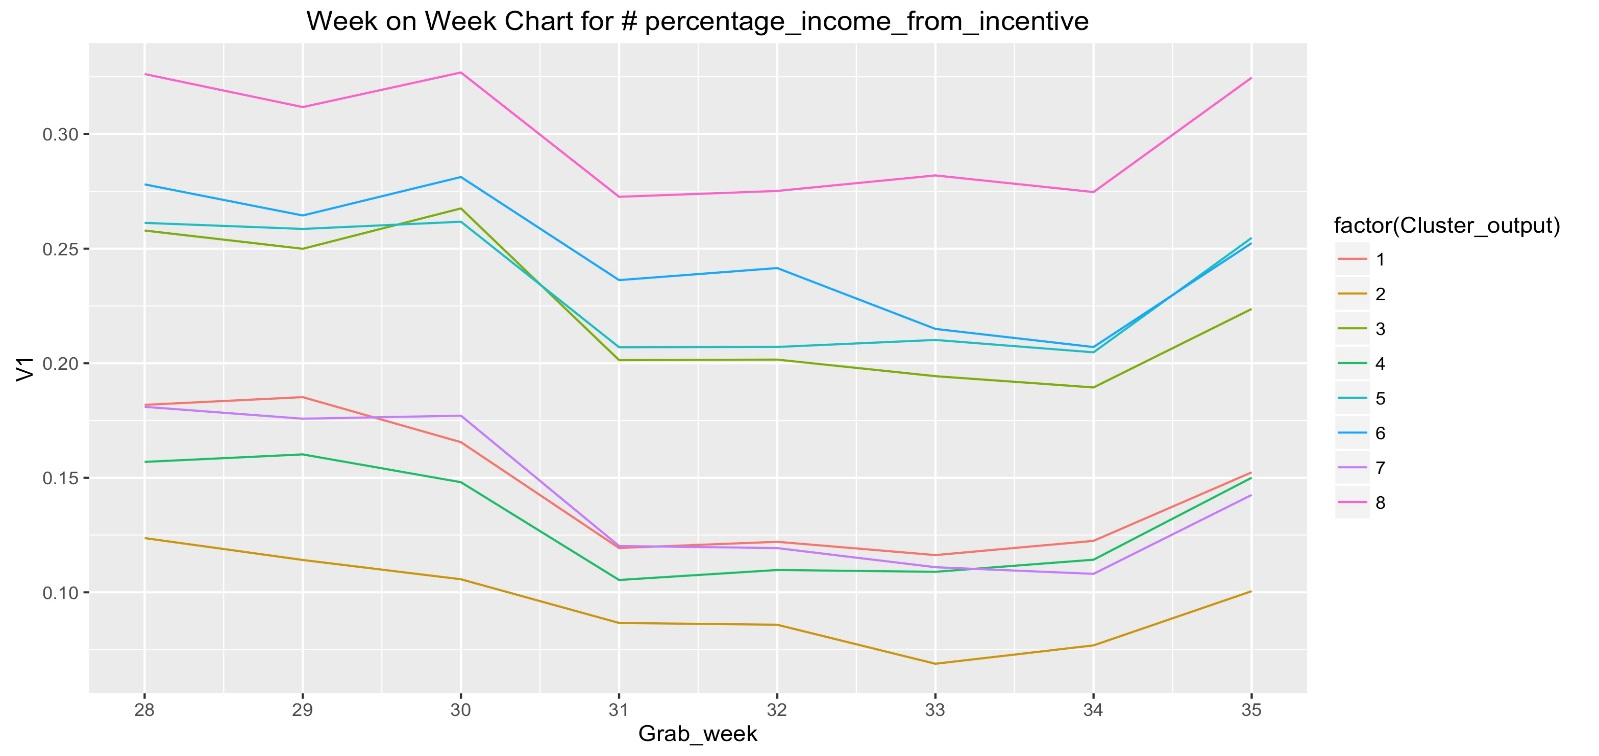 Week on Week Chart for # percentage_income_from_incentive
V1
0.30
0.25
0.20
0.15
0.10
28 29 30 31 32 33 34 35
Grab_week
factor(Cluster_output)
1
2
3
4
5
6
7
8